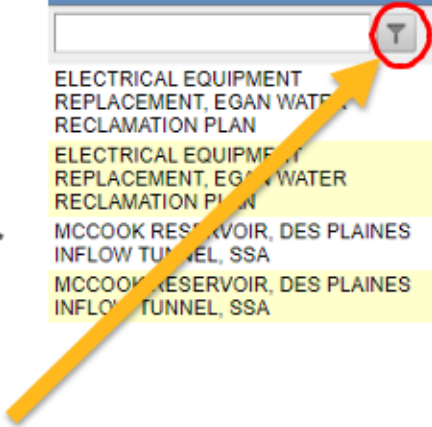 ELECTRICAL EQUIPMENT
REPLACEMENT, EGAN WATER
RECLAMATION PLAN
ELECTRICAL EQUIPMENT
REPLACEMENT, EGAN WATER
RECLAMATION PLAN
MCCOOK RESERVOIR, DES PLAINES
INFLOW TUNNEL, SSA
MCCOOK RESERVOIR, DES PLAINES
INFLOW TUNNEL, SSA